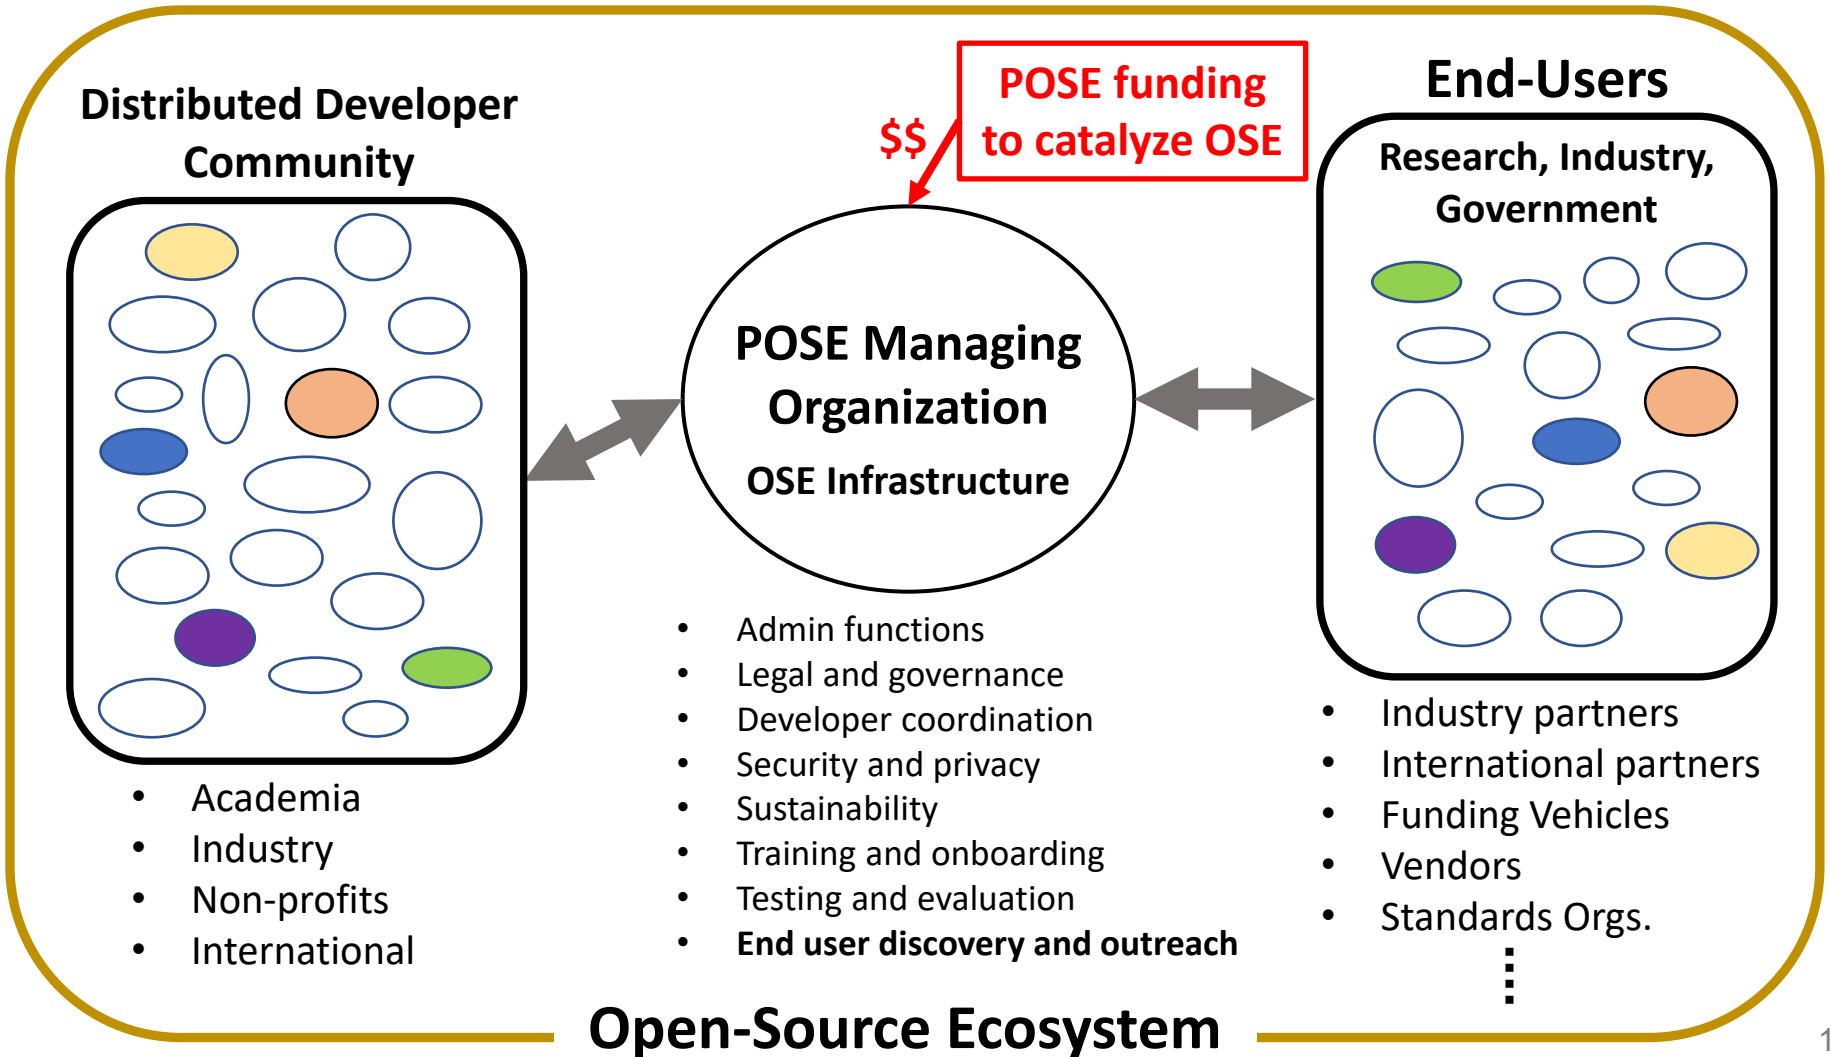 Distributed Developer
Community
• Academia
• Industry
• Non-profits
• International
POSE funding
to catalyze OSE
$$
POSE Managing
Organization
OSE Infrastructure
• Admin functions
• Legal and governance
• Developer coordination
• Security and privacy
• Sustainability
• Training and onboarding
• Testing and evaluation
• End user discovery and outreach
End-Users
Research, Industry,
Government
• Industry partners
• International partners
• Funding Vehicles
• Vendors
• Standards Orgs.
Open-Source Ecosystem
1